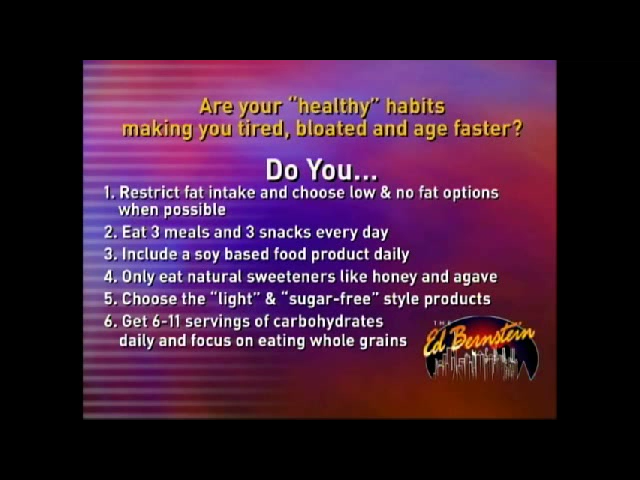 Are your “healthy” habits
making you tired, bloated and age faster?
Do You...
1. Restrict fat intake and choose low & no fat options
when possible
2. Eat 3 meals and 3 snacks every day
3. Include a soy based food product daily
4. Only eat natural sweeteners like honey and agave
5. Choose the “light” & “sugar-free” style products
6. Get 6-11 servings of carbohydrates
daily and focus on eating whole grains
THE
Ed Bernstein